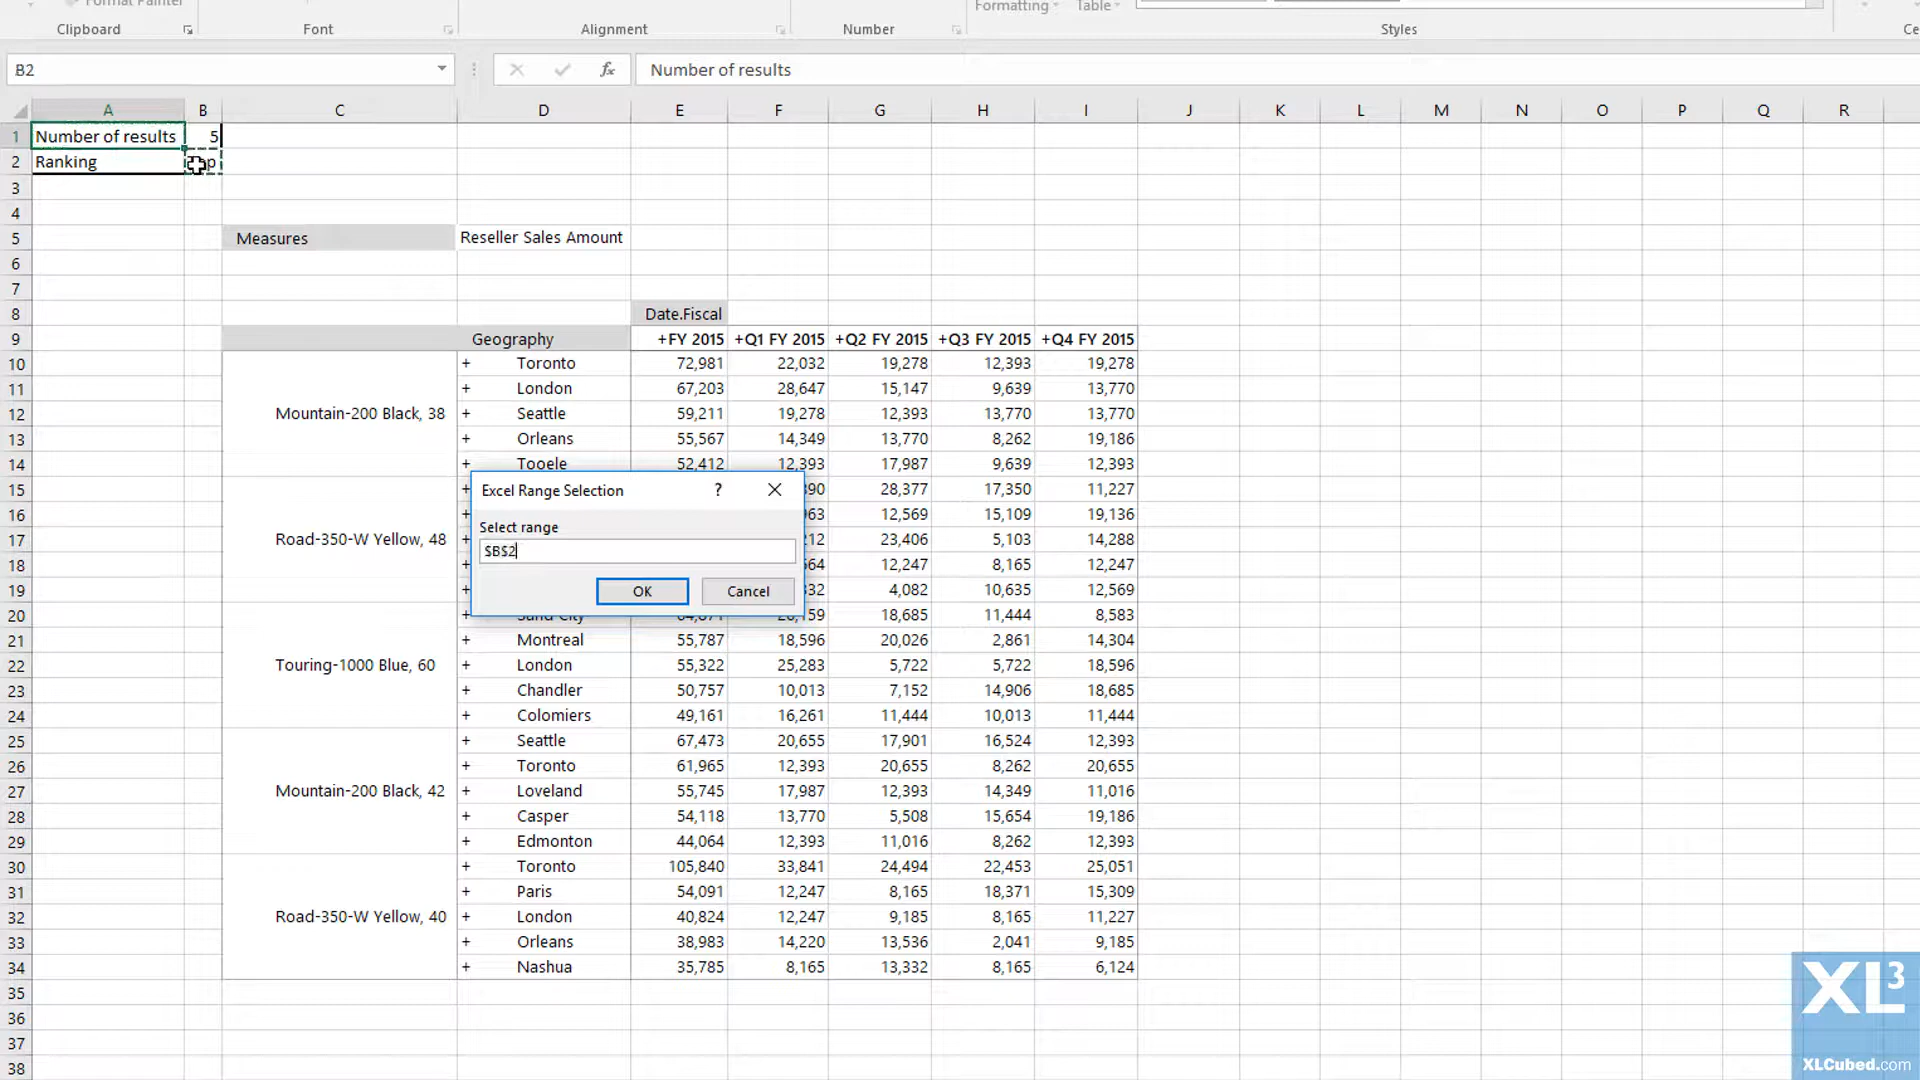 Format Painter
Formatting Table
Clipboard Font Alignment Number Styles Ce
B2 fx Number of results
A B C D E F G H I J K L M N O P Q R
1 Number of results 5
2 Ranking
3
4
5 Measures Reseller Sales Amount
6
7
8 Date.Fiscal
9 Geography +FY 2015 +Q1 FY 2015 +Q2 FY 2015 +Q3 FY 2015 +Q4 FY 2015
10 + Toronto 72,981 22,032 19,278 12,393 19,278
11 + London 67,203 28,647 15,147 9,639 13,770
12 Mountain-200 Black, 38 + Seattle 59,211 19,278 12,393 13,770 13,770
13 + Orleans 55,567 14,349 13,770 8,262 19,186
14 + Tooele 52,412 12,393 17,987 9,639 12,393
15 + 28,377 17,350 11,227
16 + 12,569 15,109 19,136
17 Road-350-W Yellow, 48 + 23,406 5,103 14,288
18 + 12,247 8,165 12,247
19 + 4,082 10,635 12,569
Excel Range Selection ?
Select range
$B$2
OK Cancel
20 + Sand City 18,685 11,444 8,583
21 + Montreal 55,787 18,596 20,026 2,861 14,304
22 Touring-1000 Blue, 60 + London 55,322 25,283 5,722 5,722 18,596
23 + Chandler 50,757 10,013 7,152 14,906 18,685
24 + Colomiers 49,161 16,261 11,444 10,013 11,444
25 + Seattle 67,473 20,655 17,901 16,524 12,393
26 + Toronto 61,965 12,393 20,655 8,262 20,655
27 Mountain-200 Black, 42 + Loveland 55,745 17,987 12,393 14,349 11,016
28 + Casper 54,118 13,770 5,508 15,654 19,186
29 + Edmonton 44,064 12,393 11,016 8,262 12,393
30 + Toronto 105,840 33,841 24,494 22,453 25,051
31 + Paris 54,091 12,247 8,165 18,371 15,309
32 Road-350-W Yellow, 40 + London 40,824 12,247 9,185 8,165 11,227
33 + Orleans 38,983 14,220 13,536 2,041 9,185
34 + Nashua 35,785 8,165 13,332 8,165 6,124
35
36
37
38
XL3
XLCubed.com